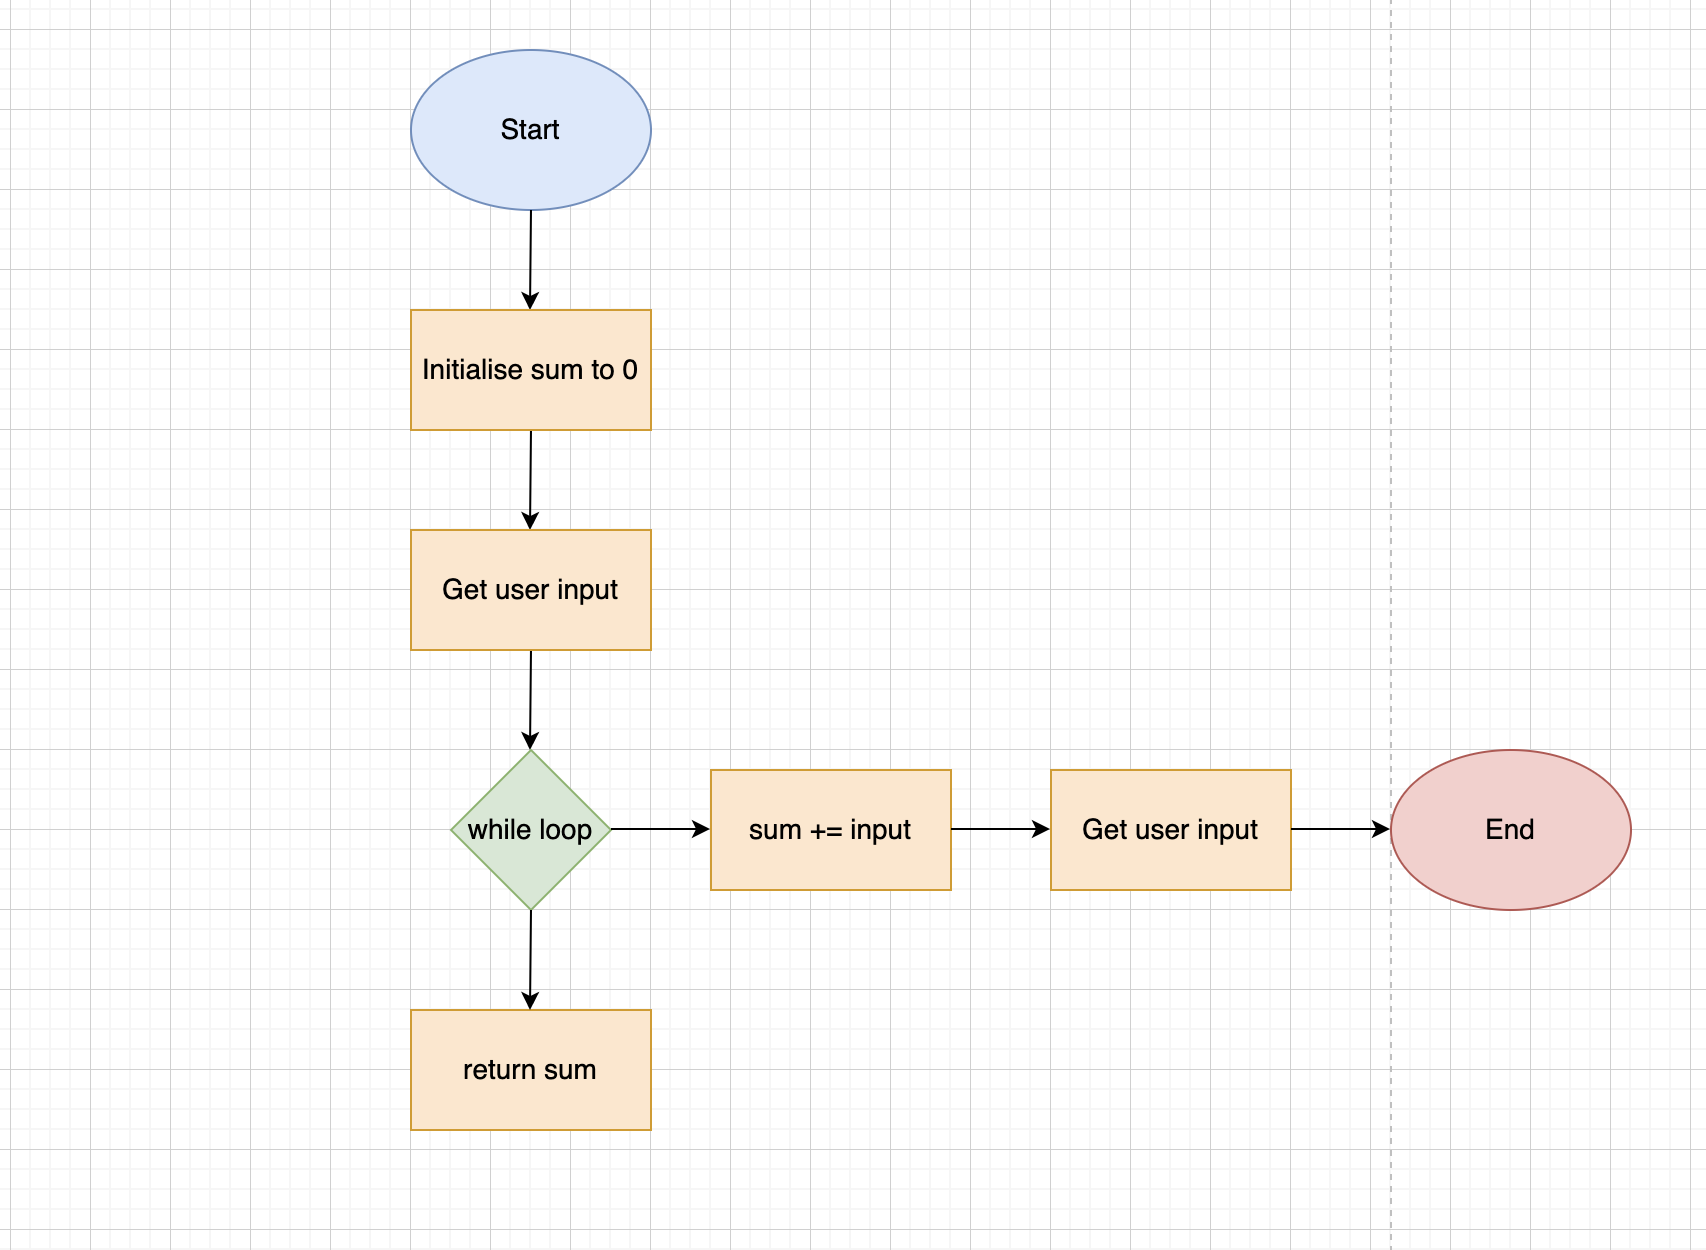 Start
Initialise sum to 0
Get user input
while loop
sum += input
Get user input
End
return sum